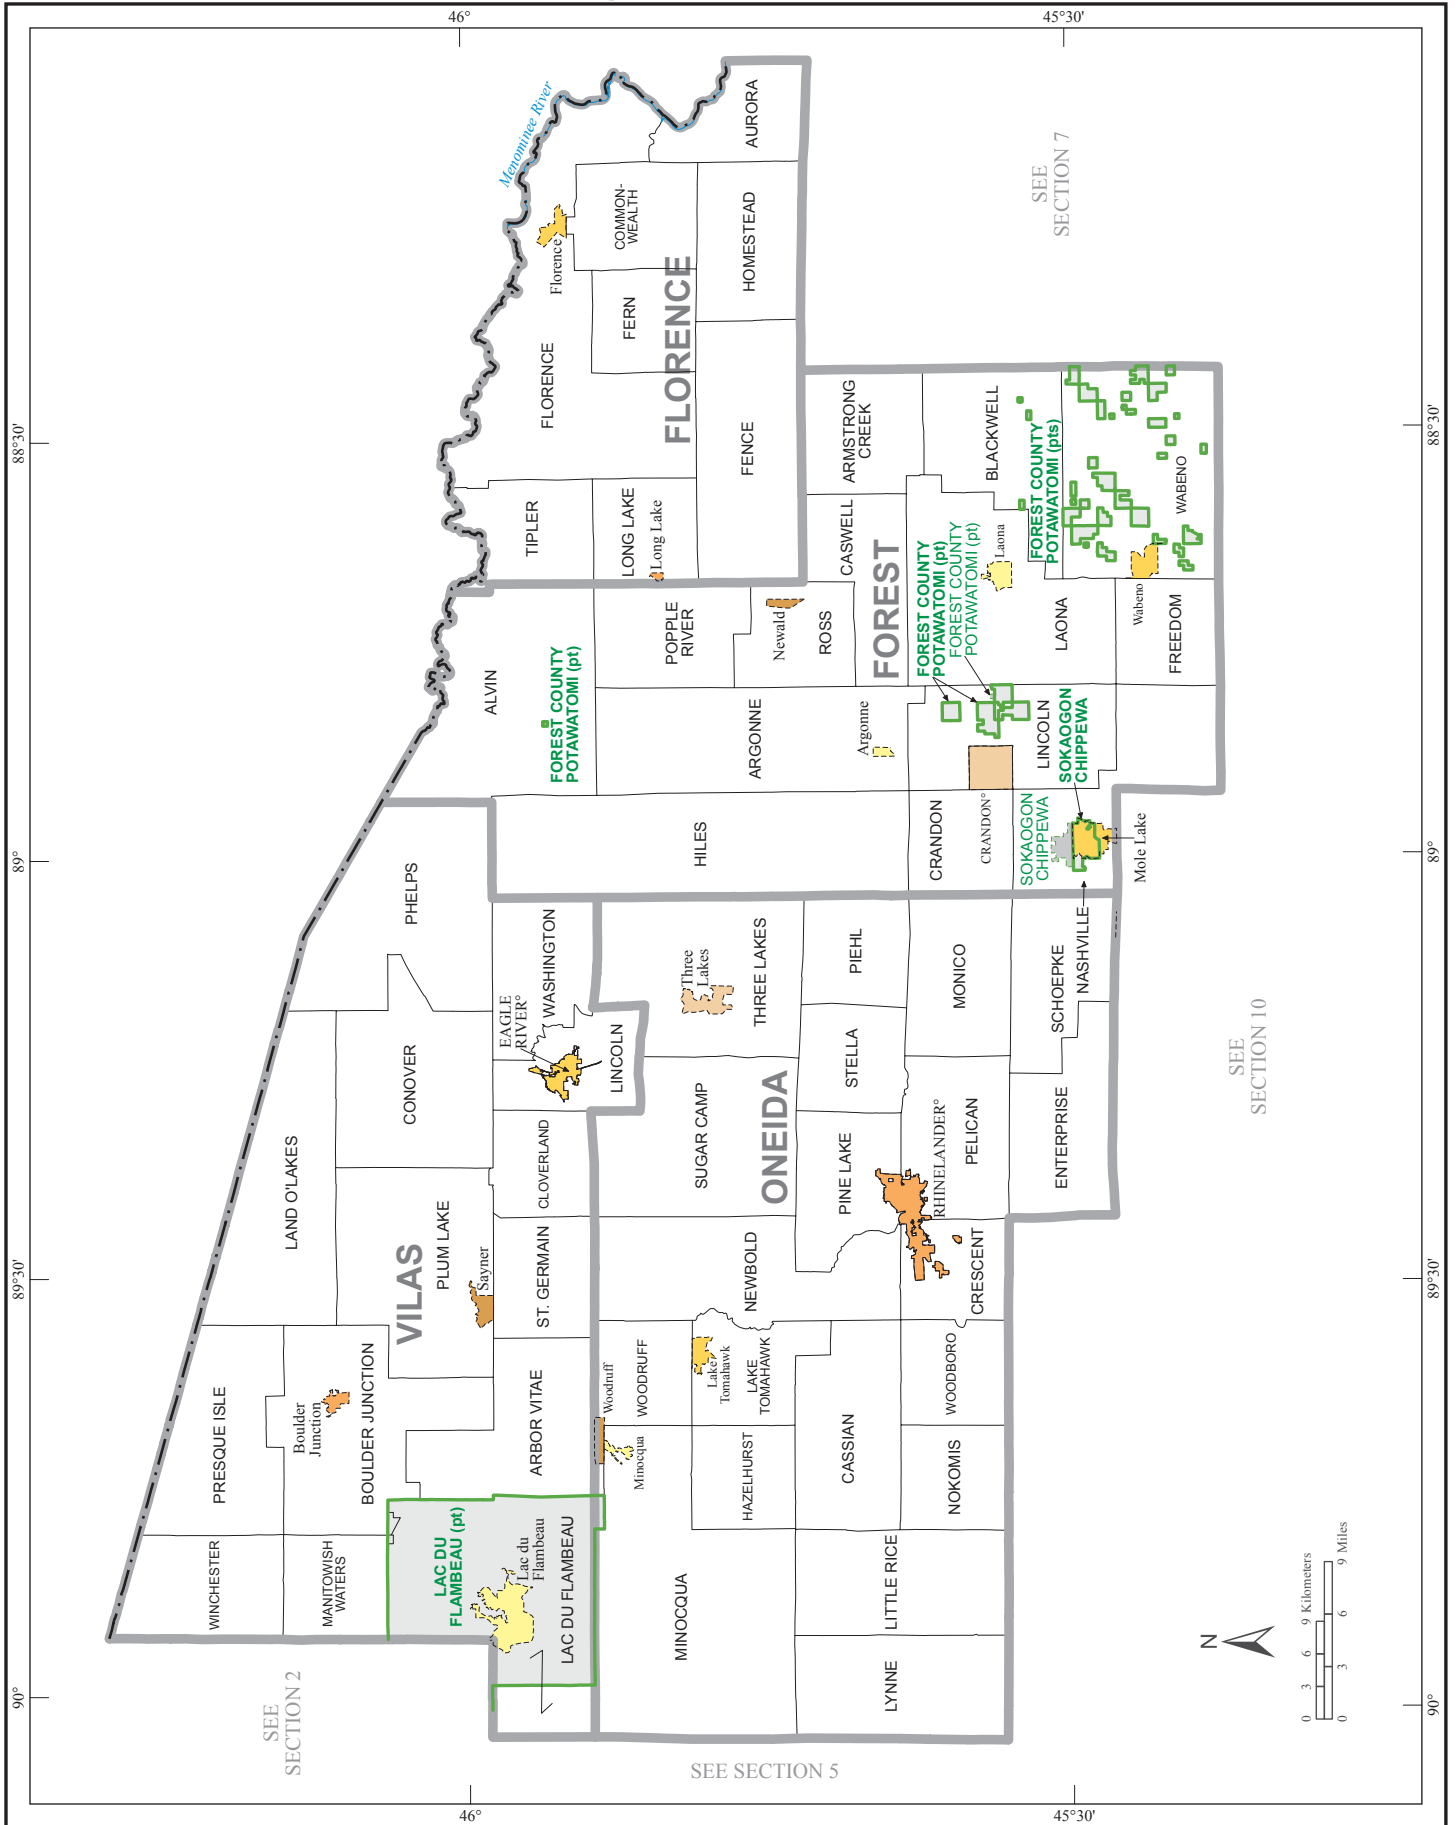 46°
45°30'
Menominee River
AURORA
SEE
SECTION 7
COMMON-
WEALTH
HOMESTEAD
Florence
FERN
FLORENCE
FLORENCE
FENCE
88°30'
88°30'
ARMSTRONG
CREEK
BLACKWELL
FOREST COUNTY
POTAWATOMI (pts)
WABENO
TIPLER
LONG LAKE
Long Lake
CASWELL
FOREST
Laona
Wabeno
FOREST COUNTY
POTAWATOMI (pt)
FOREST COUNTY
POTAWATOMI (pt)
POPPLE
RIVER
Newald
ROSS
LAONA
FREEDOM
ALVIN
FOREST COUNTY
POTAWATOMI (pt)
ARGONNE
Argonne
LINCOLN
SOKAOGON
CHIPPEWA
HILES
CRANDON
CRANDON°
SOKAOGON
CHIPPEWA
Mole Lake
89°
89°
PHELPS
WASHINGTON
EAGLE
RIVER°
Three
Lakes
THREE LAKES
PIEHL
MONICO
SCHOEPKE
NASHVILLE
CONOVER
LINCOLN
STELLA
SEE
SECTION 10
SUGAR CAMP
ONEIDA
PINE LAKE
PELICAN
RHINELANDER°
ENTERPRISE
LAND O'LAKES
CLOVERLAND
PLUM LAKE
VILAS
Sayner
ST. GERMAIN
NEWBOLD
CRESCENT
89°30'
89°30'
PRESQUE ISLE
Boulder
Junction
BOULDER JUNCTION
ARBOR VITAE
Woodruff
WOODRUFF
Lake
Tomahawk
LAKE
TOMAHAWK
WOODBORO
Minocqua
HAZELHURST
CASSIAN
NOKOMIS
WINCHESTER
MANITOWISH
WATERS
LAC DU
FLAMBEAU (pt)
Lac du
Flambeau
LAC DU FLAMBEAU
MINOCQUA
LITTLE RICE
LYNNE
N
0 3 6 9 Kilometers
0 3 6 9 Miles
90°
90°
SEE
SECTION 2
SEE SECTION 5
46°
45°30'